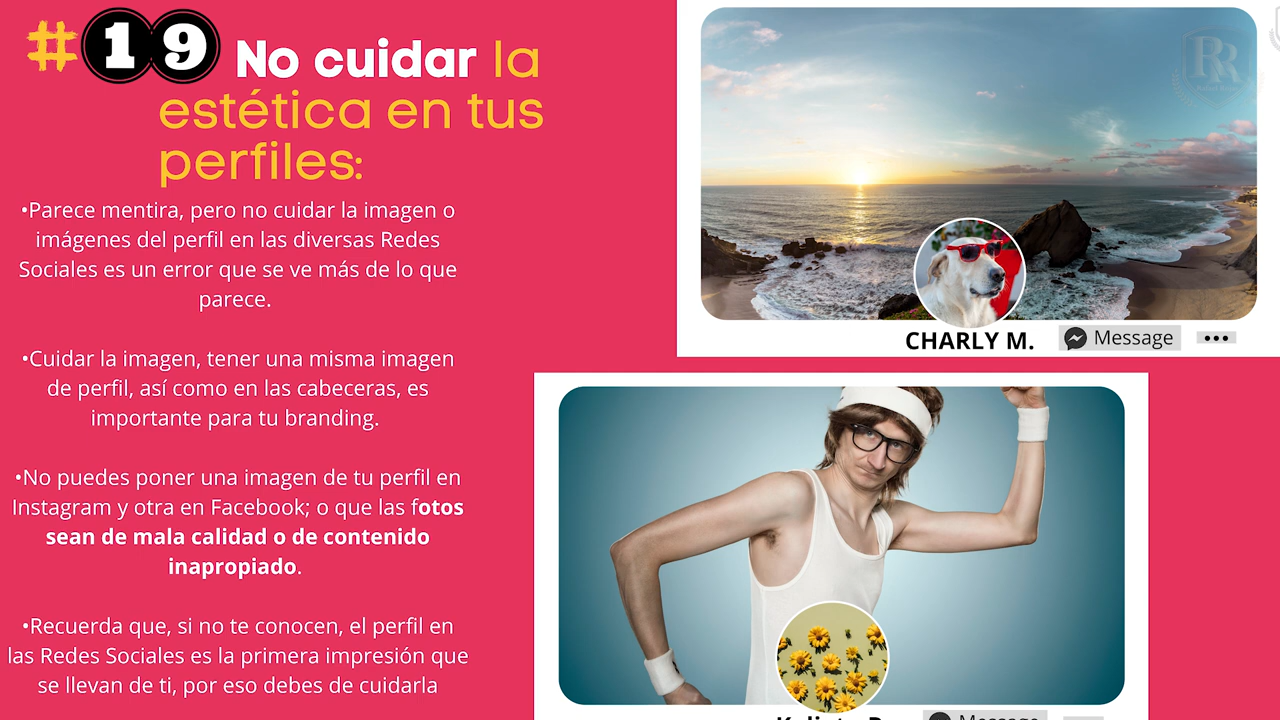 #19 No cuidar la
estética en tus
perfiles:
•Parece mentira, pero no cuidar la imagen o
imágenes del perfil en las diversas Redes
Sociales es un error que se ve más de lo que
parece.
•Cuidar la imagen, tener una misma imagen
de perfil, así como en las cabeceras, es
importante para tu branding.
•No puedes poner una imagen de tu perfil en
Instagram y otra en Facebook; o que las fotos
sean de mala calidad o de contenido
inapropiado.
•Recuerda que, si no te conocen, el perfil en
las Redes Sociales es la primera impresión que
se llevan de ti, por eso debes de cuidarla
RR
CHARLY M. Message
Message